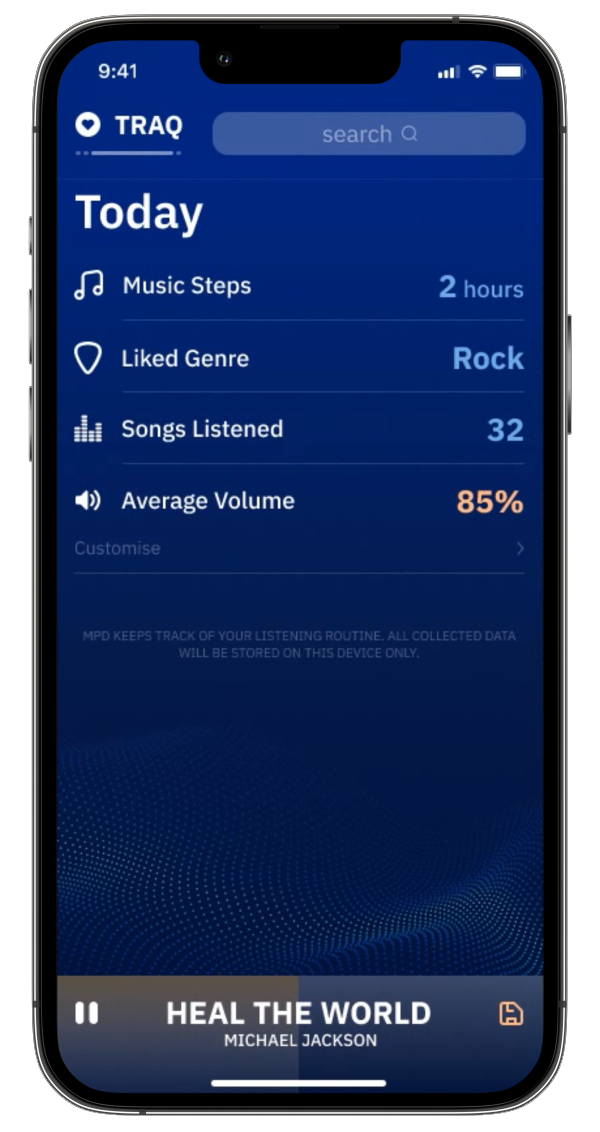 9:41
TRAQ
search
Today
Music Steps 2 hours
Liked Genre Rock
Songs Listened 32
Average Volume 85%
Customise
MPD KEEPS TRACK OF YOUR LISTENING ROUTINE. ALL COLLECTED DATA
WILL BE STORED ON THIS DEVICE ONLY.
HEAL THE WORLD
MICHAEL JACKSON